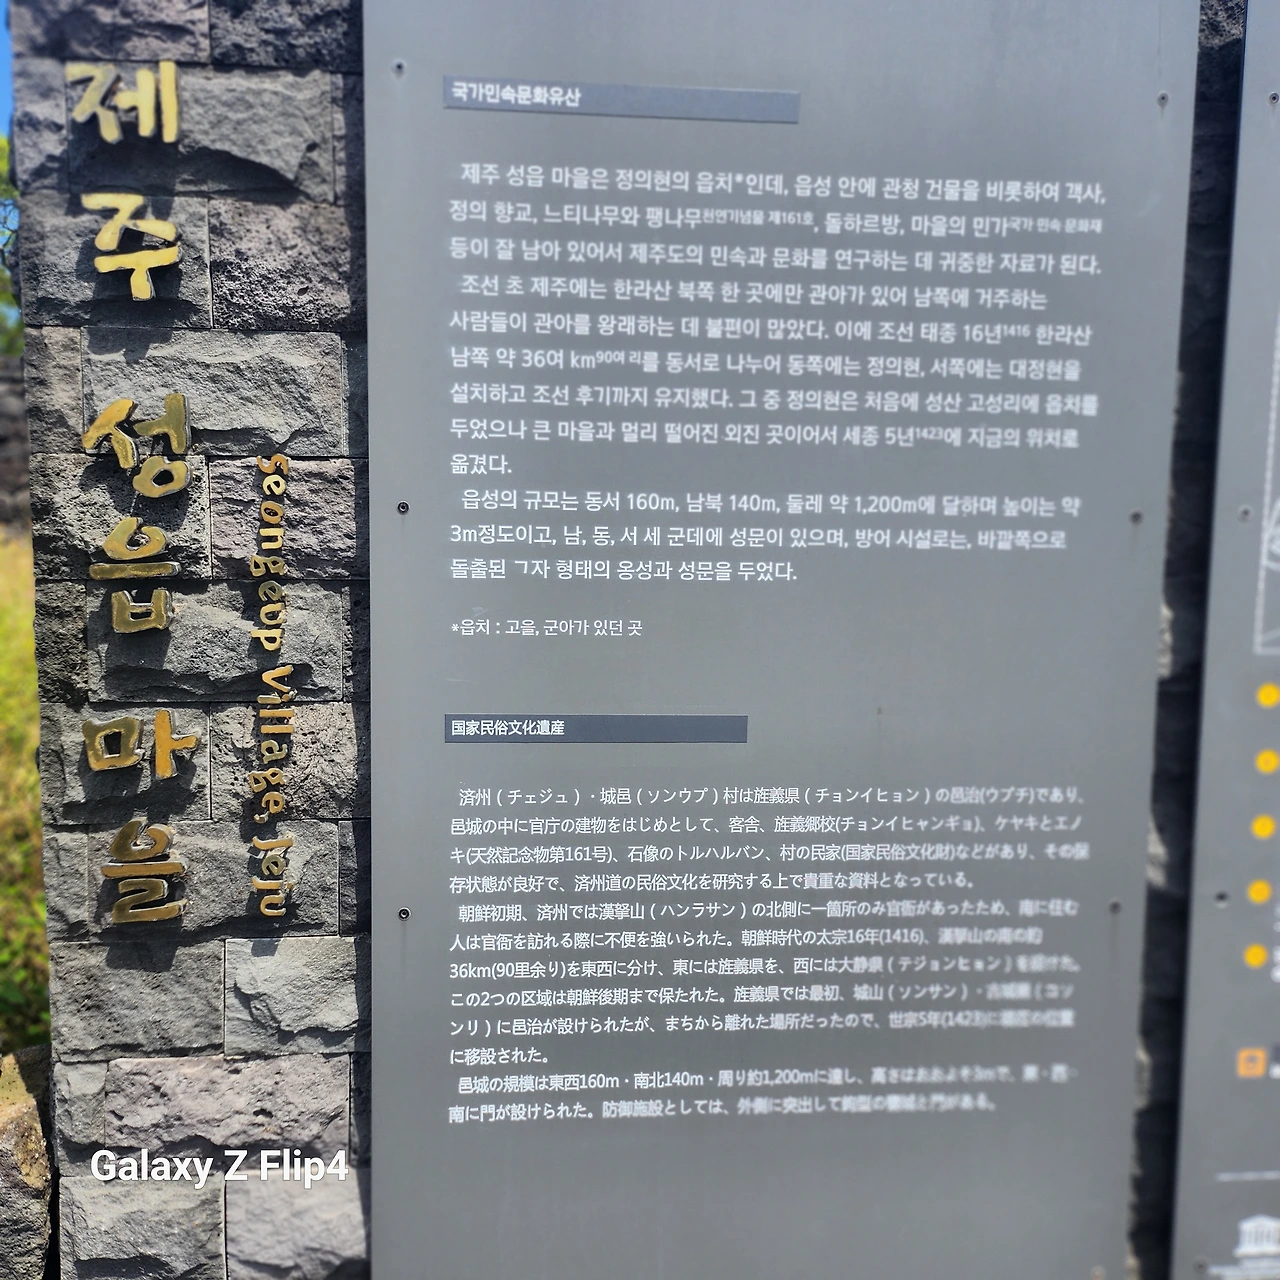 제주 성읍 마을
Seongeup Village, Jeju
국가민속문화유산
제주 성읍 마을은 정의현의 읍치*인데, 읍성 안에 관청 건물을 비롯하여 객사,
정의 향교, 느티나무와 팽나무천연기념물 제161호, 돌하르방, 마을의 민가국가 민속 문화재
등이 잘 남아 있어서 제주도의 민속과 문화를 연구하는 데 귀중한 자료가 된다.
조선 초 제주에는 한라산 북쪽 한 곳에만 관아가 있어 남쪽에 거주하는
사람들이 관아를 왕래하는 데 불편이 많았다. 이에 조선 태종 16년1416 한라산
남쪽 약 36여 km90여 리를 동서로 나누어 동쪽에는 정의현, 서쪽에는 대정현을
설치하고 조선 후기까지 유지했다. 그 중 정의현은 처음에 성산 고성리에 읍치를
두었으나 큰 마을과 멀리 떨어진 외진 곳이어서 세종 5년1423에 지금의 위치로
옮겼다.
읍성의 규모는 동서 160m, 남북 140m, 둘레 약 1,200m에 달하며 높이는 약
3m정도이고, 남, 동, 서 세 군데에 성문이 있으며, 방어 시설로는, 바깥쪽으로
돌출된 ㄱ자 형태의 옹성과 성문을 두었다.
*읍치 : 고을, 군아가 있던 곳
国家民俗文化遺産
済州 ( チェジュ ) ・城邑 ( ソンウプ ) 村は旌義県 ( チョンイヒョン ) の邑治(ウプチ)であり、
邑城の中に官庁の建物をはじめとして、客舎、旌義郷校(チョンイヒャンギョ)、ケヤキとエノ
キ(天然記念物第161号)、石像のトルハルバン、村の民家(国家民俗文化財)などがあり、その保
存状態が良好で、済州道の民俗文化を研究する上で貴重な資料となっている。
朝鮮初期、済州では漢拏山 ( ハンラサン ) の北側に一箇所のみ官衙があったため、南に住む
人は官衙を訪れる際に不便を強いられた。朝鮮時代の太宗16年(1416)、漢拏山の南の約
36km(90里余り)を東西に分け、東には旌義県を、西には大静県 ( テジョンヒョン ) を
この2つの区域は朝鮮後期まで保たれた。旌義県では最初、城山 ( ソンサン ) ・古城里 ( コソ
ンリ ) に邑治が設けられたが、まちから離れた場所だったので、世宗5年(1423)に
に移設された。
邑城の規模は東西160m・南北140m・周り約1,200mに達し、高さはおおよそ3mで、東・西・
南に門が設けられた。防御施設としては、外側に突出して
Galaxy Z Flip4